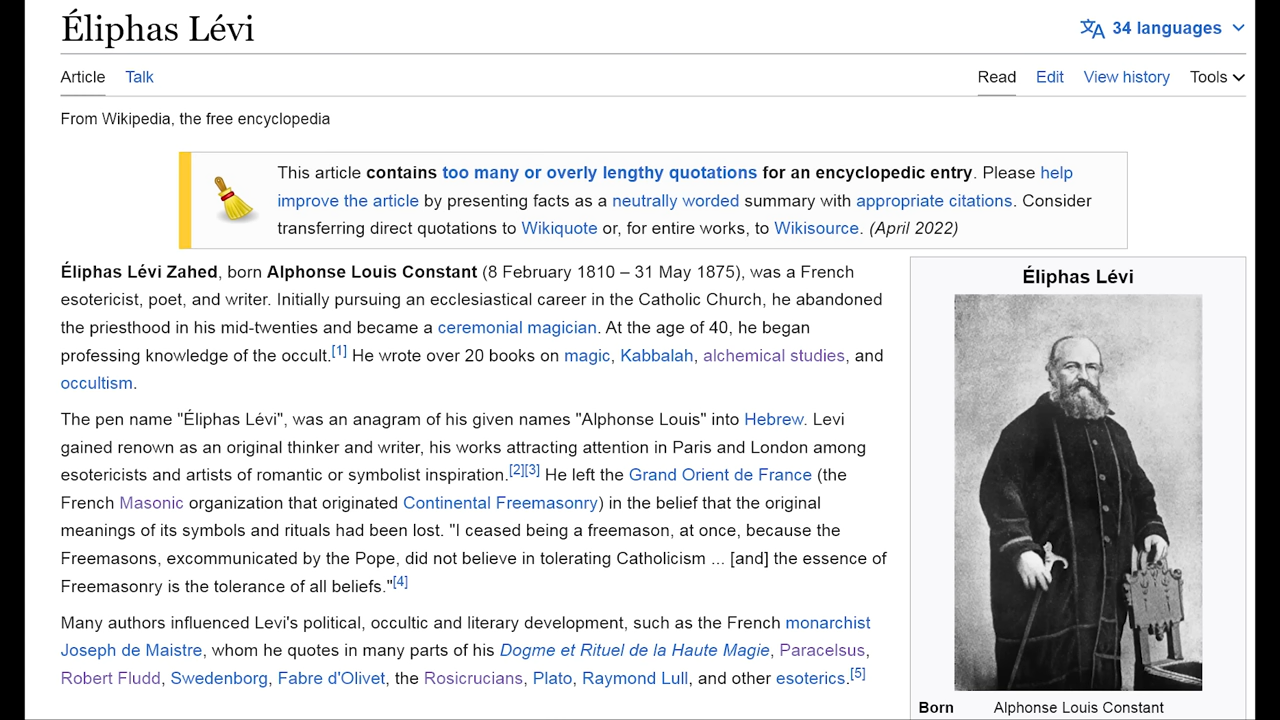 Éliphas Lévi
34 languages
Article Talk Read Edit View history Tools
From Wikipedia, the free encyclopedia
This article contains too many or overly lengthy quotations for an encyclopedic entry. Please help
improve the article by presenting facts as a neutrally worded summary with appropriate citations. Consider
transferring direct quotations to Wikiquote or, for entire works, to Wikisource. (April 2022)
Éliphas Lévi Zahed, born Alphonse Louis Constant (8 February 1810 – 31 May 1875), was a French
esotericist, poet, and writer. Initially pursuing an ecclesiastical career in the Catholic Church, he abandoned
the priesthood in his mid-twenties and became a ceremonial magician. At the age of 40, he began
professing knowledge of the occult.[1] He wrote over 20 books on magic, Kabbalah, alchemical studies, and
occultism.
The pen name "Éliphas Lévi", was an anagram of his given names "Alphonse Louis" into Hebrew. Levi
gained renown as an original thinker and writer, his works attracting attention in Paris and London among
esotericists and artists of romantic or symbolist inspiration.[2][3] He left the Grand Orient de France (the
French Masonic organization that originated Continental Freemasonry) in the belief that the original
meanings of its symbols and rituals had been lost. "I ceased being a freemason, at once, because the
Freemasons, excommunicated by the Pope, did not believe in tolerating Catholicism ... [and] the essence of
Freemasonry is the tolerance of all beliefs."[4]
Many authors influenced Levi's political, occultic and literary development, such as the French monarchist
Joseph de Maistre, whom he quotes in many parts of his Dogme et Rituel de la Haute Magie, Paracelsus,
Robert Fludd, Swedenborg, Fabre d'Olivet, the Rosicrucians, Plato, Raymond Lull, and other esoterics.[5]
Éliphas Lévi
Born Alphonse Louis Constant